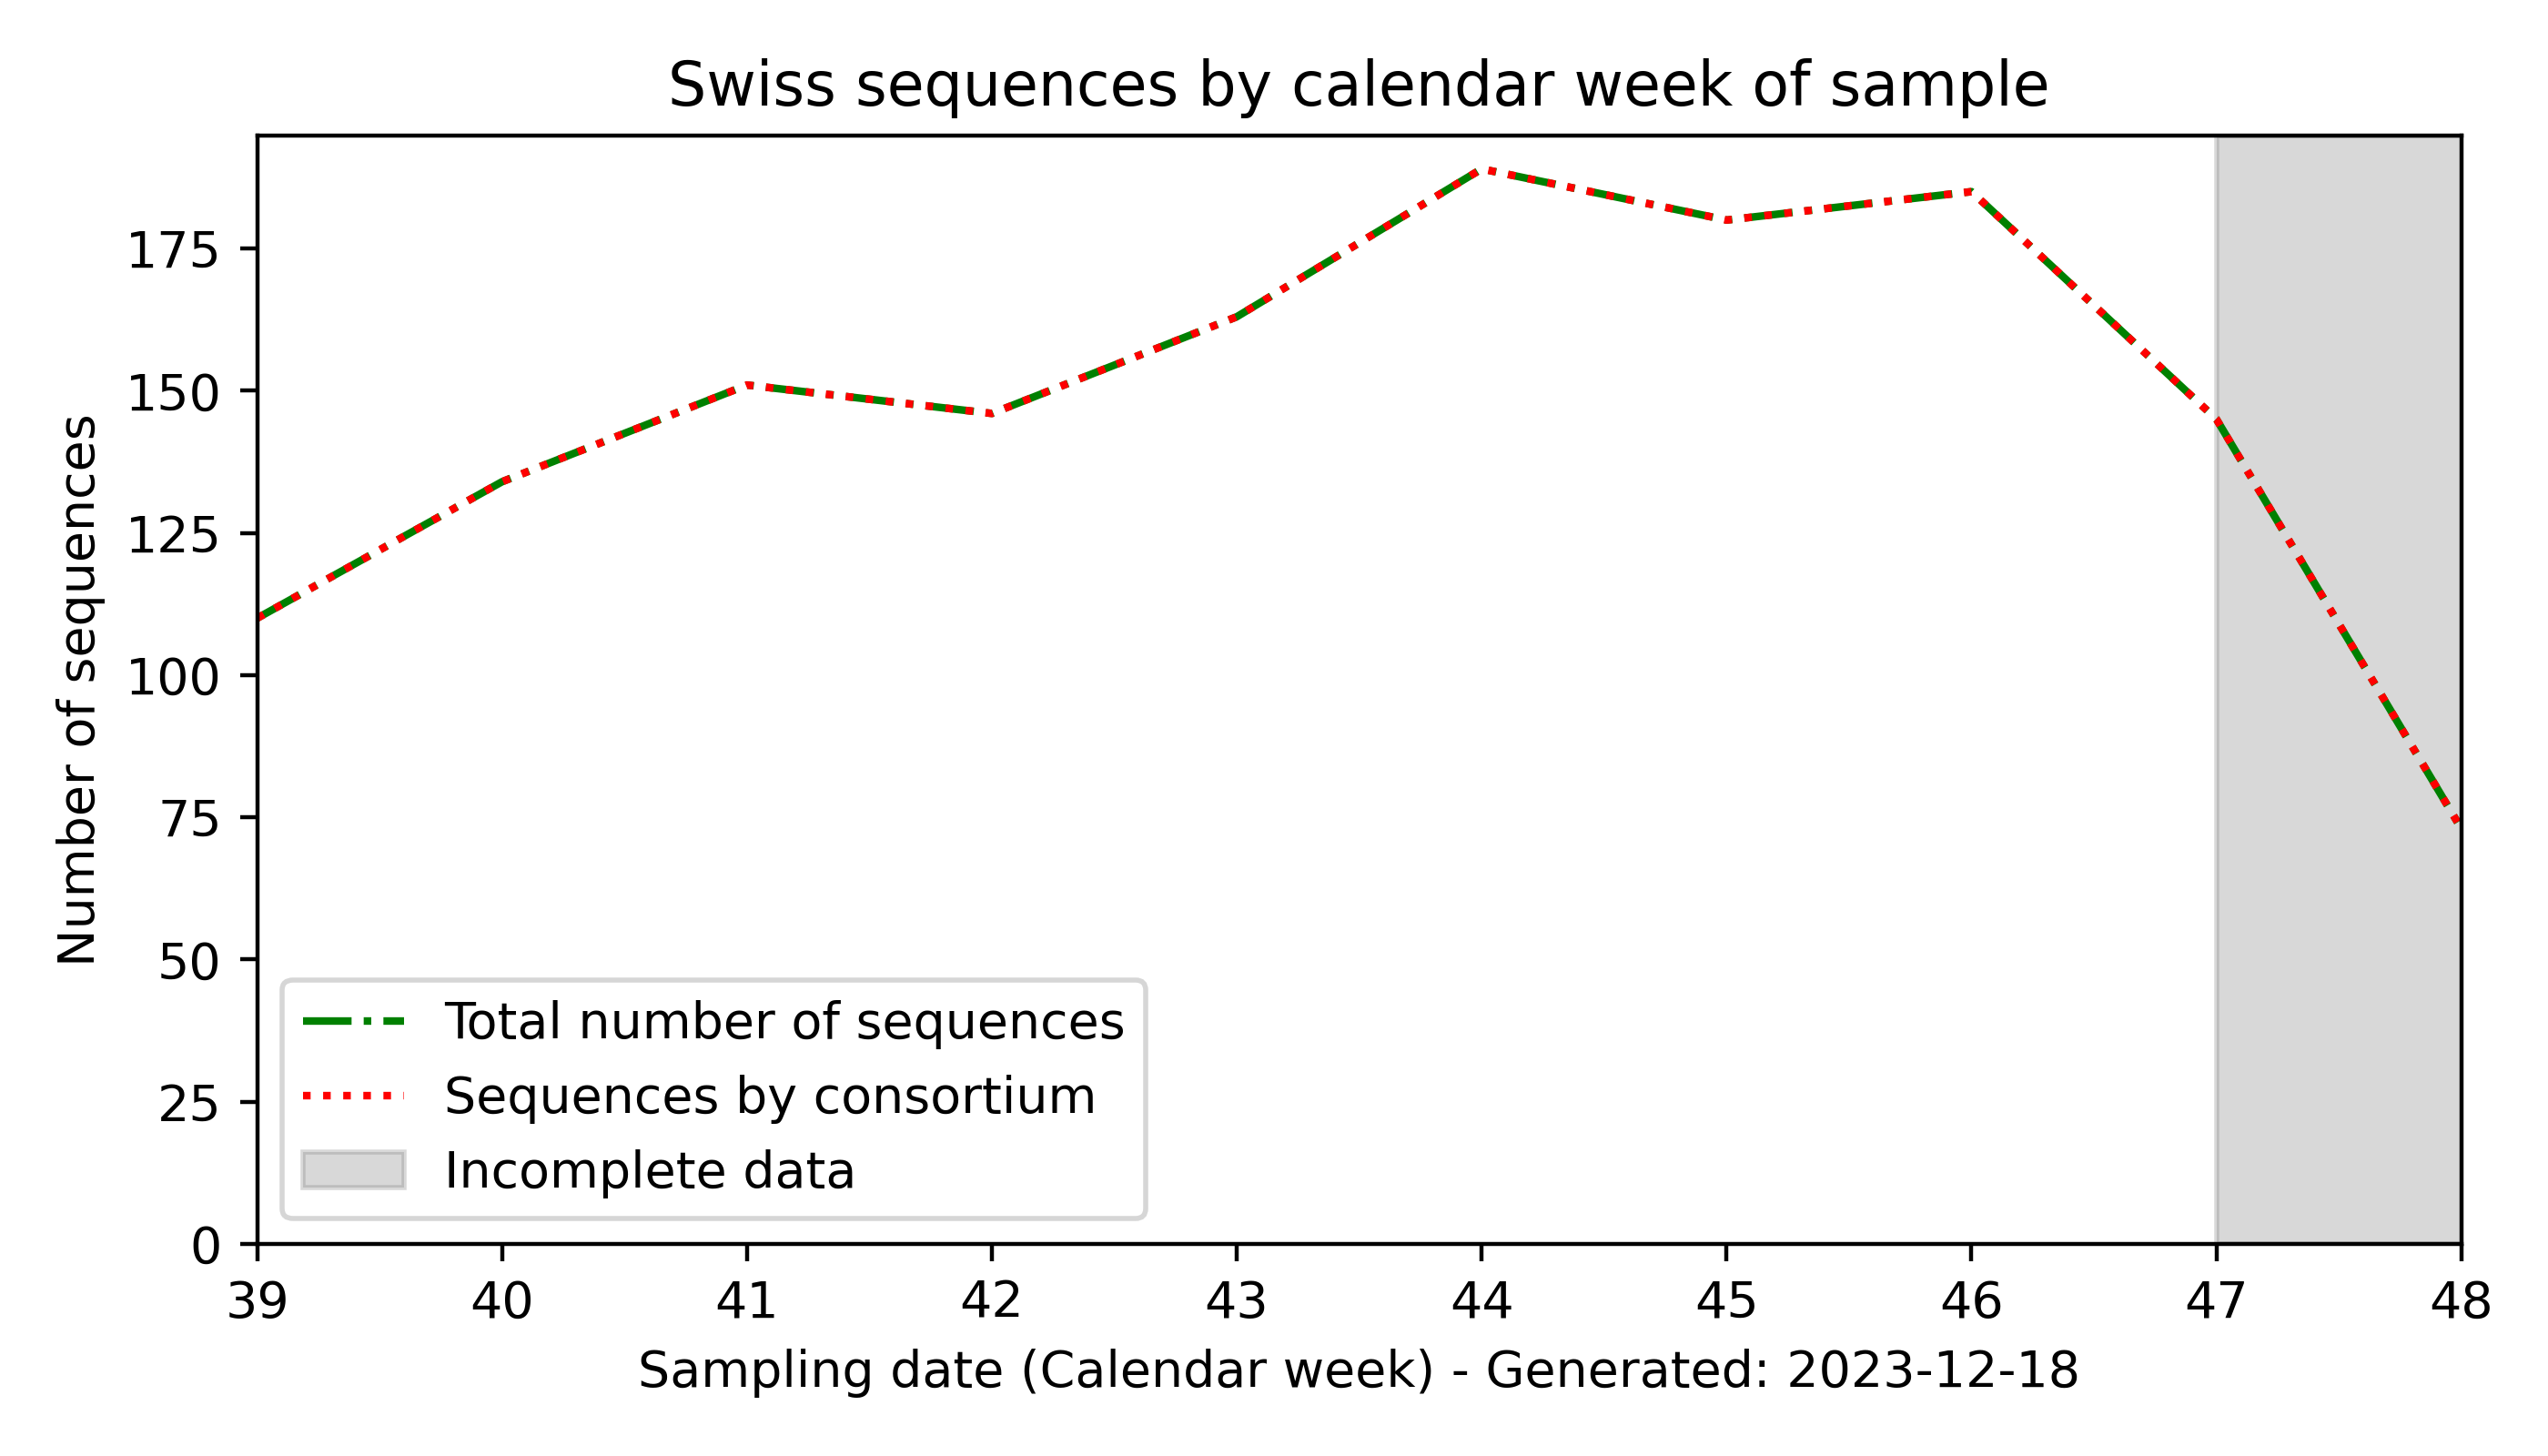 Swiss sequences by calendar week of sample
Number of sequences
175
150
125
100
75
50
25
0
Total number of sequences
Sequences by consortium
Incomplete data
39 40 41 42 43 44 45 46 47 48
Sampling date (Calendar week) - Generated: 2023-12-18